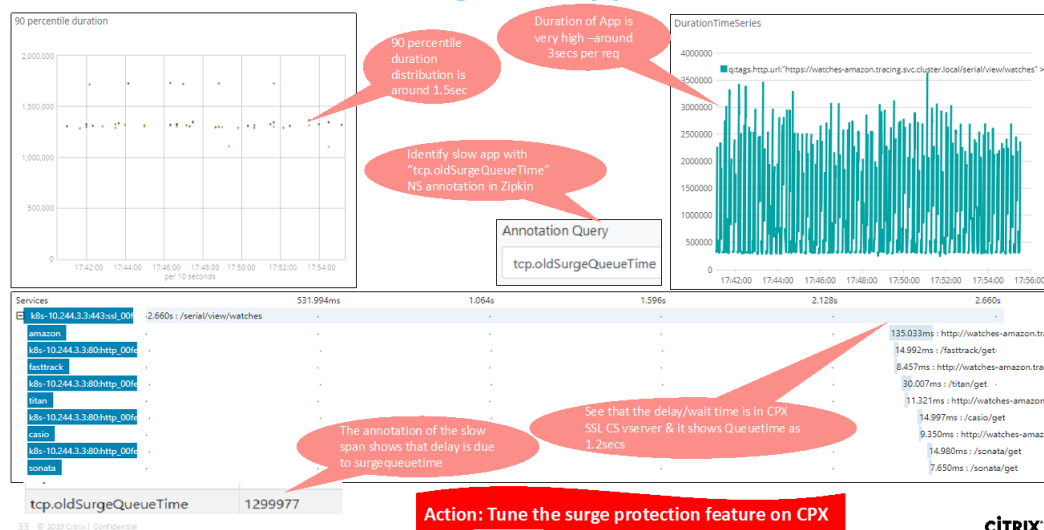 90 percentile duration
2,000,000
1,500,000
1,000,000
500,000
0
17:42:00 17:44:00 17:46:00 17:48:00 17:50:00 17:52:00 17:54:00
per 10 seconds
90 percentile
duration
distribution is
around 1.5sec
Duration of App is
very high –around
3secs per req
DurationTimeSeries
4000000
q:tags.http.url:"https://watches-amazon.tracing.svc.cluster.local/serial/view/watches" >
3500000
3000000
2500000
2000000
1500000
1000000
500000
0
17:42:00 17:44:00 17:46:00 17:48:00 17:50:00 17:52:00 17:54:00 17:56:00
Identify slow app with
“tcp.oldSurgeQueueTime”
NS annotation in Zipkin
Annotation Query
tcp.oldSurgeQueueTime
Services 531.994ms 1.064s 1.596s 2.128s 2.660s
k8s-10.244.3.3:443:ssl_00f 2.660s : /serial/view/watches
amazon 135.033ms : http://watches-amazon.tra
k8s-10.244.3.3:80:http_00fe 14.992ms : /fasttrack/get
fasttrack 8.457ms : http://watches-amazon.tra
k8s-10.244.3.3:80:http_00fe 30.007ms : /titan/get
titan 11.321ms : http://watches-amazon
k8s-10.244.3.3:80:http_00fe 14.997ms : /casio/get
casio 9.350ms : http://watches-amaz
k8s-10.244.3.3:80:http_00fe 14.980ms : /sonata/get
sonata 7.650ms : /sonata/get
The annotation of the slow
span shows that delay is due
to surgequeuetime
See that the delay/wait time is in CPX
SSL CS vserver & it shows Queuetime as
1.2secs
tcp.oldSurgeQueueTime 1299977
Action: Tune the surge protection feature on CPX
33 © 2019 Citrix | Confidential
CİTRIX